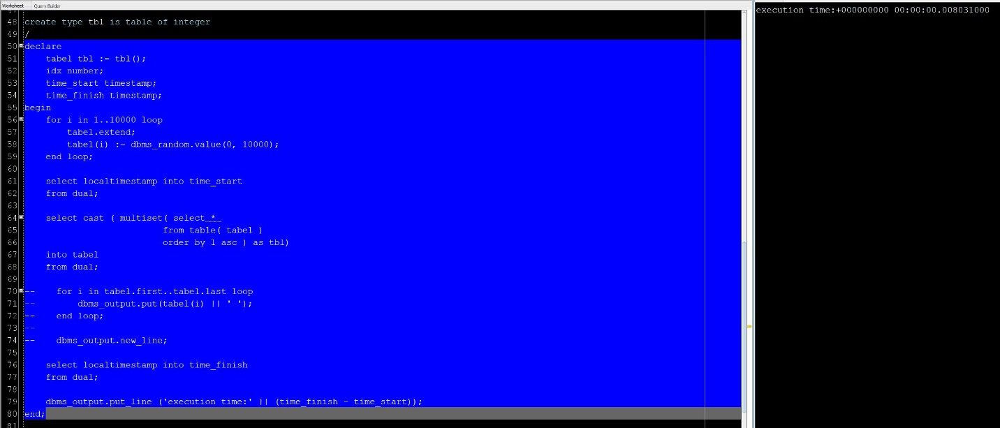 Worksheet Query Builder
48 create type tbl is table of integer
49 /
50 declare
51 tabel tbl := tbl();
52 idx number;
53 time_start timestamp;
54 time_finish timestamp;
55 begin
56 for i in 1..10000 loop
57 tabel.extend;
58 tabel(i) := dbms_random.value(0, 10000);
59 end loop;
60
61 select localtimestamp into time_start
62 from dual;
63
64 select cast ( multiset( select *
65 from table( tabel )
66 order by 1 asc ) as tbl)
67 into tabel
68 from dual;
69
70 -- for i in tabel.first..tabel.last loop
71 -- dbms_output.put(tabel(i) || ' ');
72 -- end loop;
73 --
74 -- dbms_output.new_line;
75
76 select localtimestamp into time_finish
77 from dual;
78
79 dbms_output.put_line ('execution time:' || (time_finish - time_start));
80 end;
81
execution time:+000000000 00:00:00.008031000